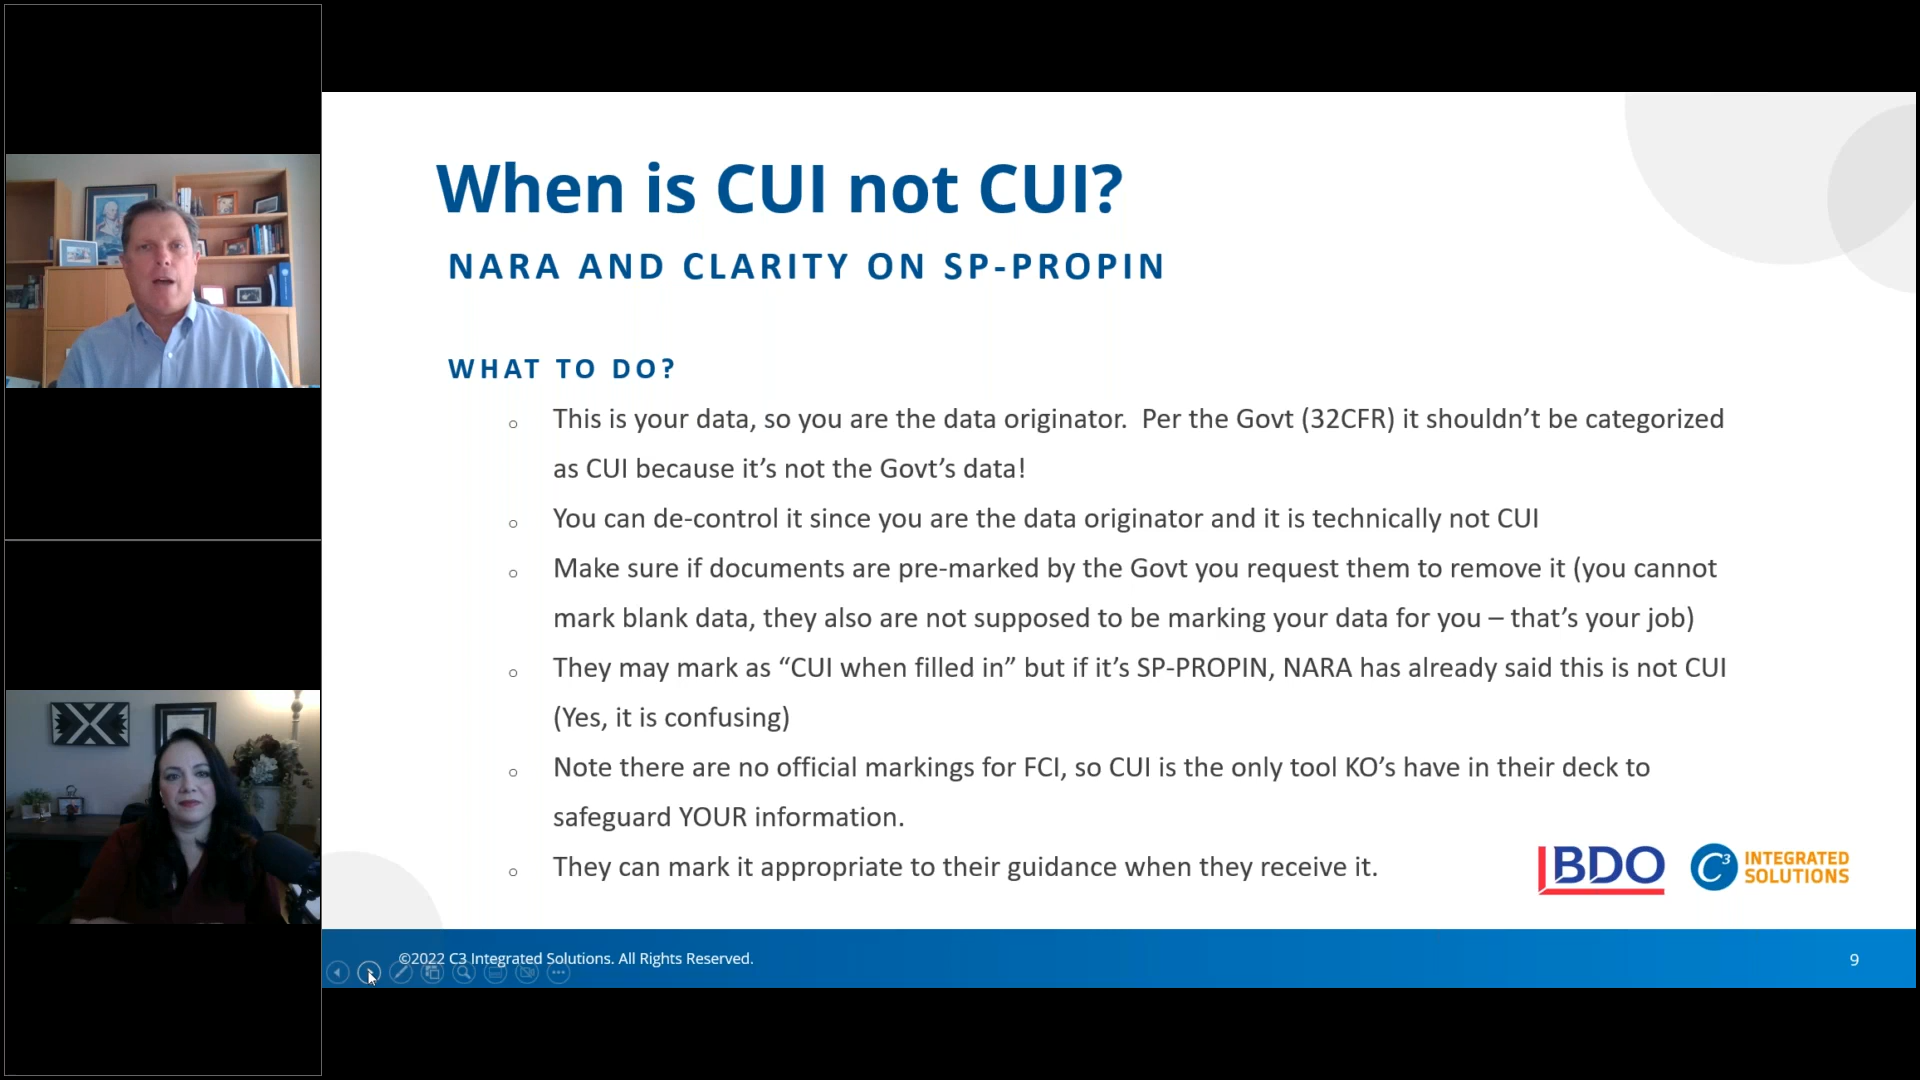 When is CUI not CUI?
NARA AND CLARITY ON SP-PROPIN
WHAT TO DO?
This is your data, so you are the data originator.  Per the Govt (32CFR) it shouldn’t be categorized
as CUI because it’s not the Govt’s data!
You can de-control it since you are the data originator and it is technically not CUI
Make sure if documents are pre-marked by the Govt you request them to remove it (you cannot
mark blank data, they also are not supposed to be marking your data for you – that’s your job)
They may mark as “CUI when filled in” but if it’s SP-PROPIN, NARA has already said this is not CUI
(Yes, it is confusing)
Note there are no official markings for FCI, so CUI is the only tool KO’s have in their deck to
safeguard YOUR information.
They can mark it appropriate to their guidance when they receive it.
BDO
C³ INTEGRATED
SOLUTIONS
©2022 C3 Integrated Solutions. All Rights Reserved.
9